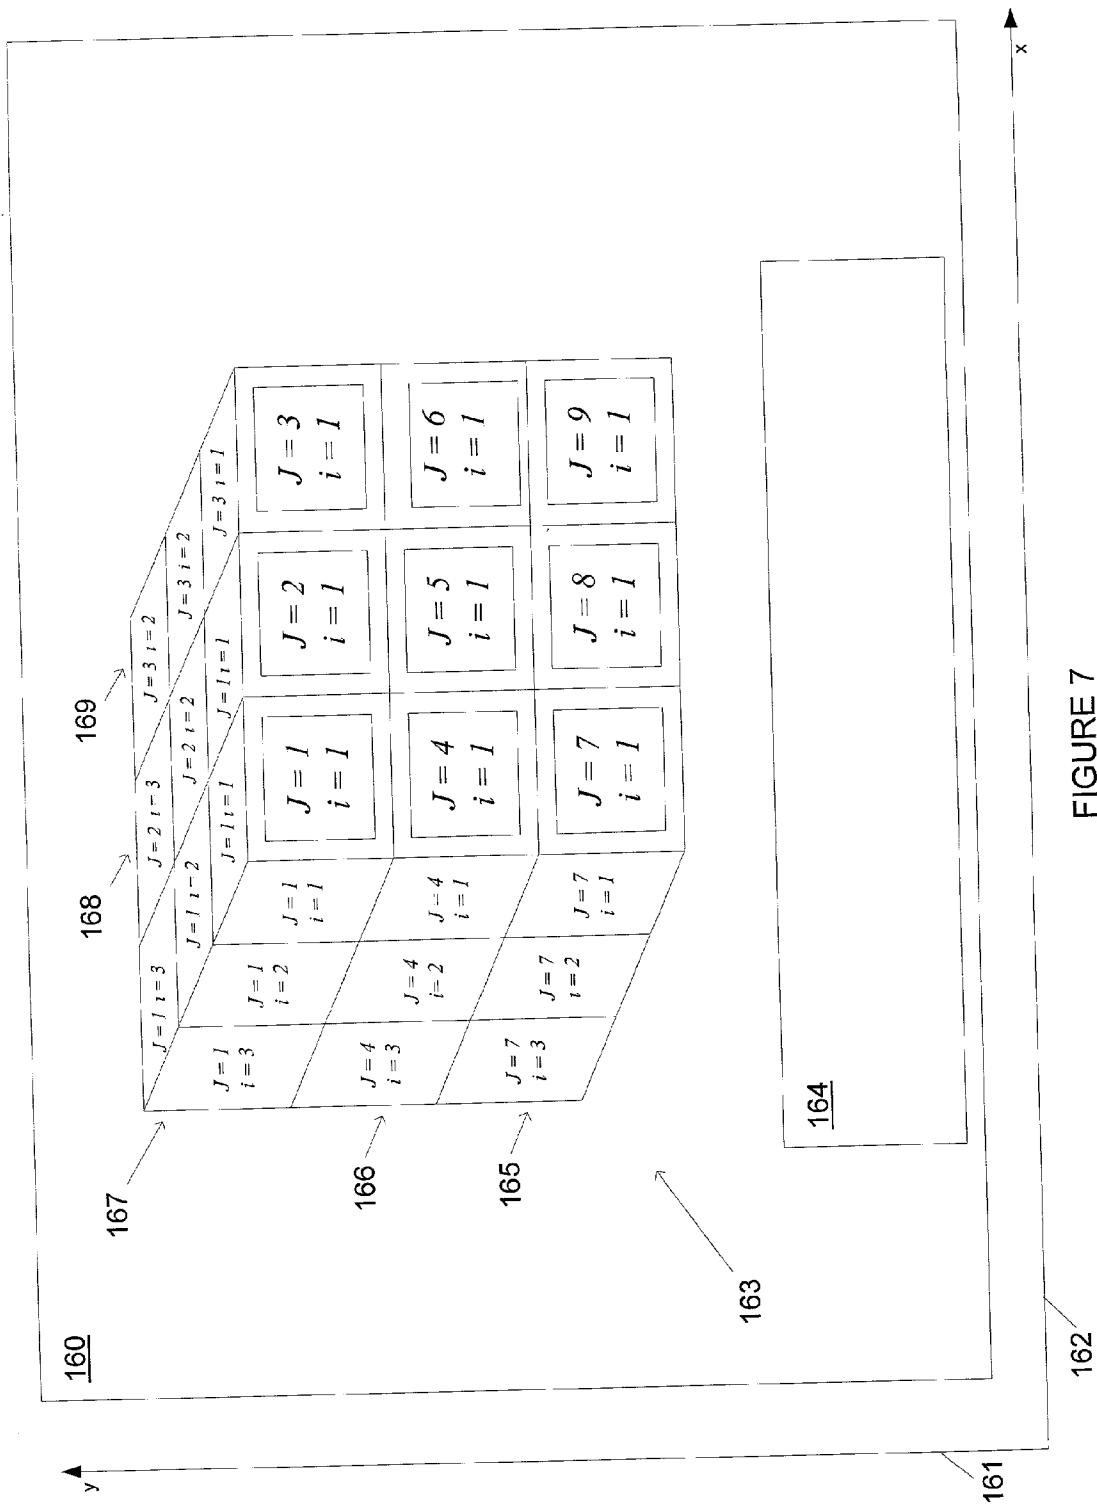 y
160
167
168
169
J=1 i=3
J=2 i-3
J=3 i=2
J=1 i-2
J=2 i=2
J=3 i=2
J=1 i=1
J=1 i=1
J=3 i=1
J=1
i=3
J=1
i=2
J=1
i=1
J=1
i=1
J=2
i=1
J=3
i=1
166
J=4
i=3
J=4
i=2
J=4
i=1
J=4
i=1
J=5
i=1
J=6
i=1
165
J=7
i=3
J=7
i=2
J=7
i=1
J=7
i=1
J=8
i=1
J=9
i=1
163
164
161
162
x
FIGURE 7